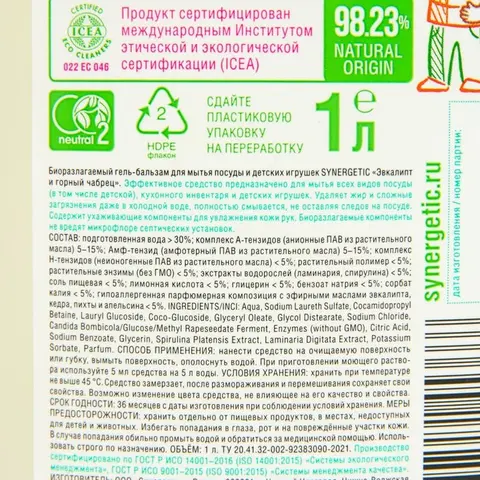 CERTIFIED
ICEA
ECO CLEANERS
022 EC 046
Продукт сертифицирован
международным Институтом
этической и экологической
сертификации (ICEA)
98.23%
NATURAL
ORIGIN
neutral 2
2
HDPE
флакон
СДАЙТЕ
ПЛАСТИКОВУЮ
УПАКОВКУ
НА ПЕРЕРАБОТКУ
1 л
℮
synergetic.ru
дата изготовления / номер партии:
Биоразлагаемый гель-бальзам для мытья посуды и детских игрушек SYNERGETIC «Эвкалипт
и горный чабрец». Эффективное средство предназначено для мытья всех видов посуды
(в том числе детской), кухонного инвентаря и детских игрушек. Удаляет жир и сложные
загрязнения даже в холодной воде, полностью смывается, не оставляя следов на посуде.
Содержит ухаживающие компоненты для увлажнения кожи рук. Биоразлагаемые компоненты
не вредят микрофлоре септических установок.
СОСТАВ: подготовленная вода > 30%; комплекс А-тензидов (анионные ПАВ из растительного
масла) 5–15%; Амф-тензид (амфотерный ПАВ из растительного масла) 5–15%; комплекс
Н-тензидов (неионогенные ПАВ из растительного масла) < 5%; растительный полимер < 5%;
растительные энзимы (без ГМО) < 5%; экстракты водорослей (ламинария, спирулина) < 5%;
соль пищевая < 5%; лимонная кислота < 5%; глицерин < 5%; бензоат натрия < 5%; сорбат
калия < 5%; гипоаллергенная парфюмерная композиция с эфирными маслами эвкалипта,
кедра, пихты и апельсина < 5%. INGREDIENTS/INCI: Aqua, Sodium Laureth Sulfate, Cocamidopropyl
Betaine, Lauryl Glucoside, Coco-Glucoside, Glyceryl Oleate, Glycol Distearate, Sodium Chloride,
Candida Bombicola/Glucose/Methyl Rapeseedate Ferment, Enzymes (without GMO), Citric Acid,
Sodium Benzoate, Glycerin, Spirulina Platensis Extract, Laminaria Digitata Extract, Potassium
Sorbate, Parfum. СПОСОБ ПРИМЕНЕНИЯ: нанести средство на очищаемую поверхность
или губку, вымыть поверхность, ополоснуть водой. При приготовлении моющего раство-
ра используйте 5 мл средства на 5 л воды. УСЛОВИЯ ХРАНЕНИЯ: хранить при температуре
не выше 45 °С. Средство замерзает, после размораживания и перемешивания сохраняет свои
свойства. Возможно изменение цвета средства, не влияющее на его качество и свойства.
СРОК ГОДНОСТИ: 36 месяцев с даты изготовления при соблюдении условий хранения. МЕРЫ
ПРЕДОСТОРОЖНОСТИ: хранить отдельно от пищевых продуктов, в местах, недоступных
для детей и животных. Избегать попадания в глаза, рот и на повреждённые участки кожи.
В случае попадания обильно промыть водой и обратиться за медицинской помощью. Исполь-
зовать строго по назначению. ОБЪЁМ: 1 л. ТУ 20.41.32-002-92383090-2021. Производство
сертифицировано по ГОСТ Р ИСО 14001-2016 (ISO 14001:2015) «Системы экологического
менеджмента», ГОСТ Р ИСО 9001-2015 (ISO 9001:2015) «Системы менеджмента качества».